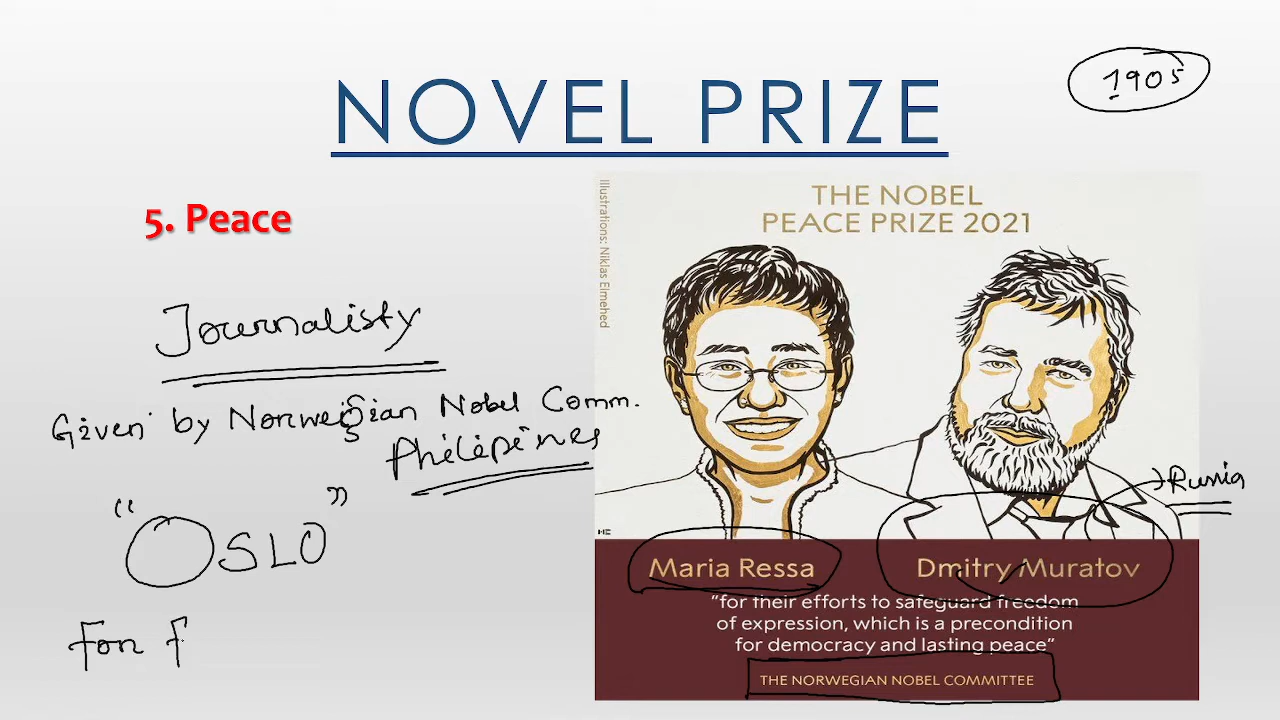 1905
NOVEL PRIZE
5. Peace
Journalisty
Given by Norweigian Nobel Comm.
Philipines
"OSLO"
For f
Illustrations: Niklas Elmehed
THE NOBEL
PEACE PRIZE 2021
Russia
Maria Ressa
Dmitry Muratov
"for their efforts to safeguard freedom
of expression, which is a precondition
for democracy and lasting peace"
THE NORWEGIAN NOBEL COMMITTEE